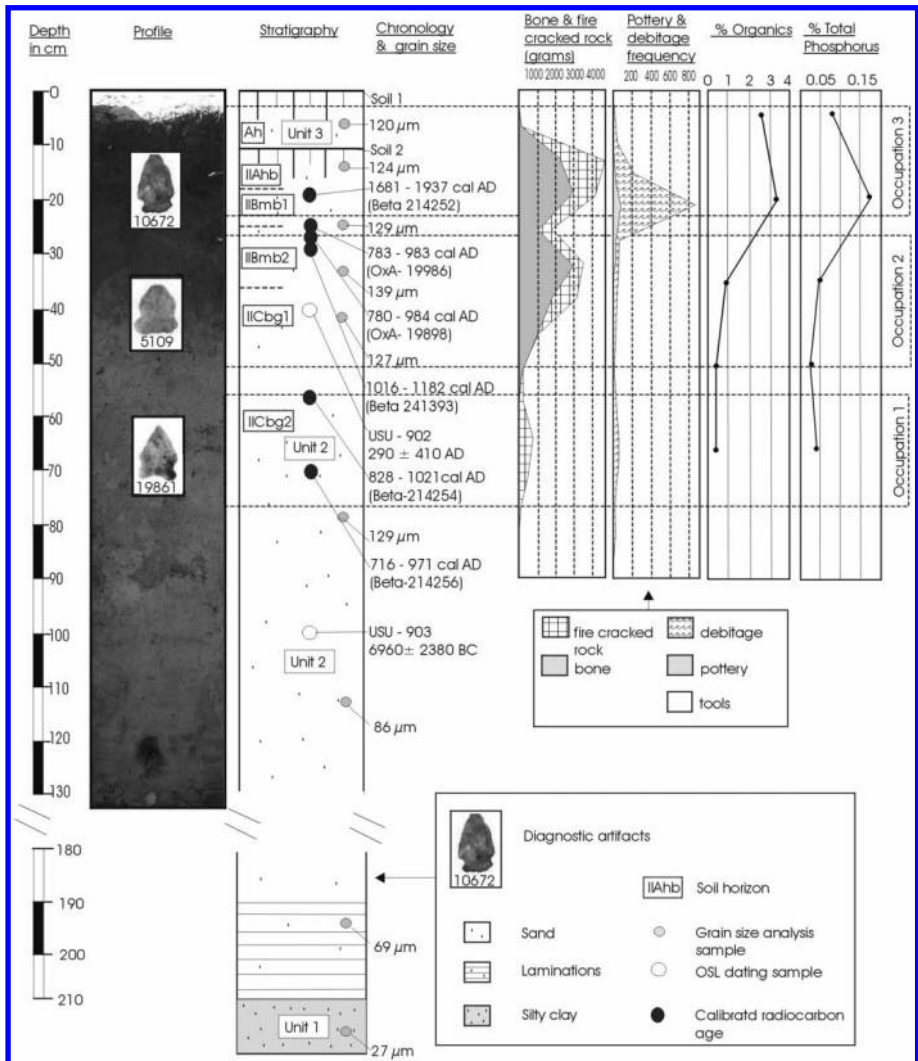 Depth
in cm
Profile
Stratigraphy
Chronology
& grain size
Bone & fire
cracked rock
(grams)
Pottery &
debitage
frequency
% Organics
% Total
Phosphorus
1000 2000 3000 4000
200 400 600 800
0 1 2 3 4
0.05 0.15
0
10
20
30
40
50
60
70
80
90
100
110
120
130
180
190
200
210
10672
5109
19861
Soil 1
Ah
Unit 3
Soil 2
IIAhb
IIBmb1
IIBmb2
IICbg1
IICbg2
Unit 2
Unit 2
Unit 1
120 µm
124 µm
1681 - 1937 cal AD
(Beta 214252)
129 µm
783 - 983 cal AD
(OxA- 19986)
139 µm
780 - 984 cal AD
(OxA- 19898)
127 µm
1016 - 1182 cal AD
(Beta 241393)
USU - 902
290 ± 410 AD
828 - 1021cal AD
(Beta-214254)
129 µm
716 - 971 cal AD
(Beta-214256)
USU - 903
6960± 2380 BC
86 µm
69 µm
27 µm
Occupation 3
Occupation 2
Occupation 1
fire cracked
rock
bone
debitage
pottery
tools
10672
Diagnostic artifacts
IIAhb
Soil horizon
Sand
Grain size analysis
sample
Laminations
OSL dating sample
Silty clay
Calibratd radiocarbon
age